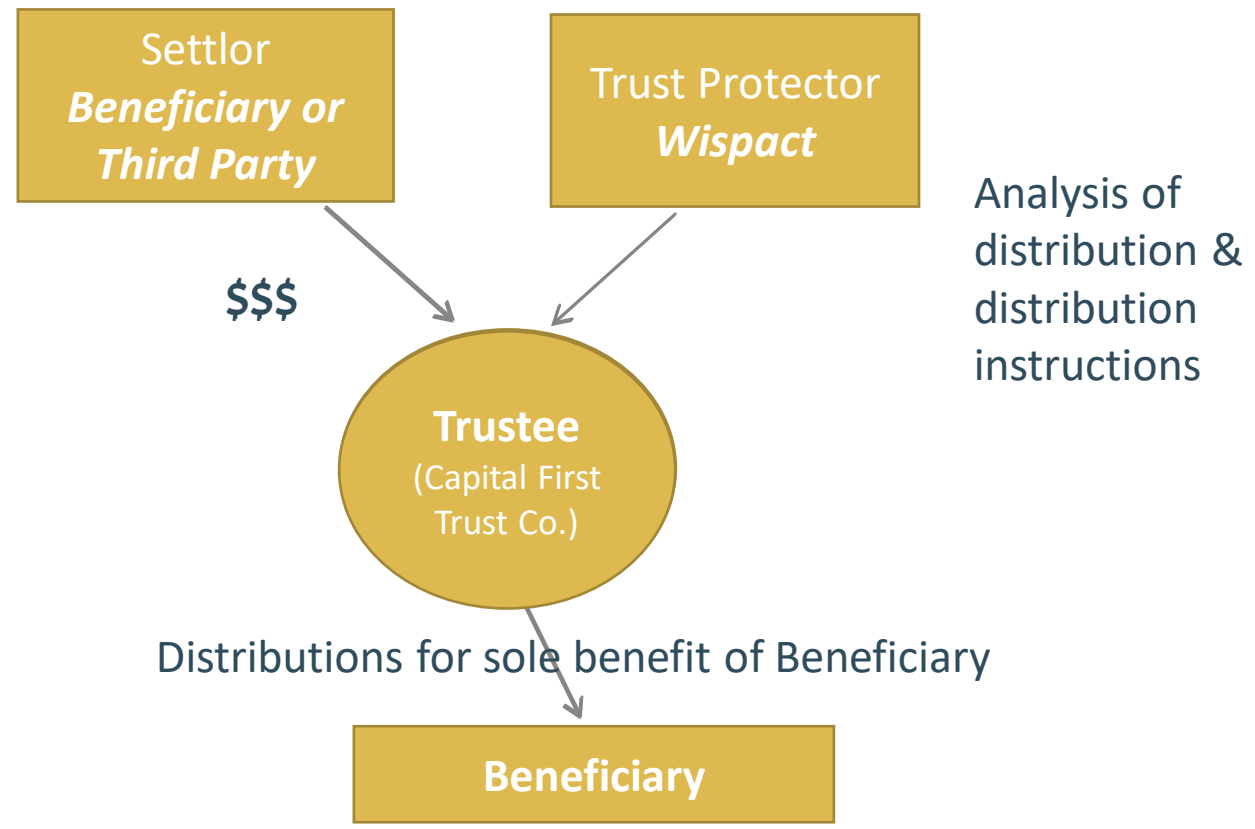 Settlor
Beneficiary or
Third Party
Trust Protector
Wispact
Analysis of
distribution &
distribution
instructions
$$$
Trustee
(Capital First
Trust Co.)
Distributions for sole benefit of Beneficiary
Beneficiary